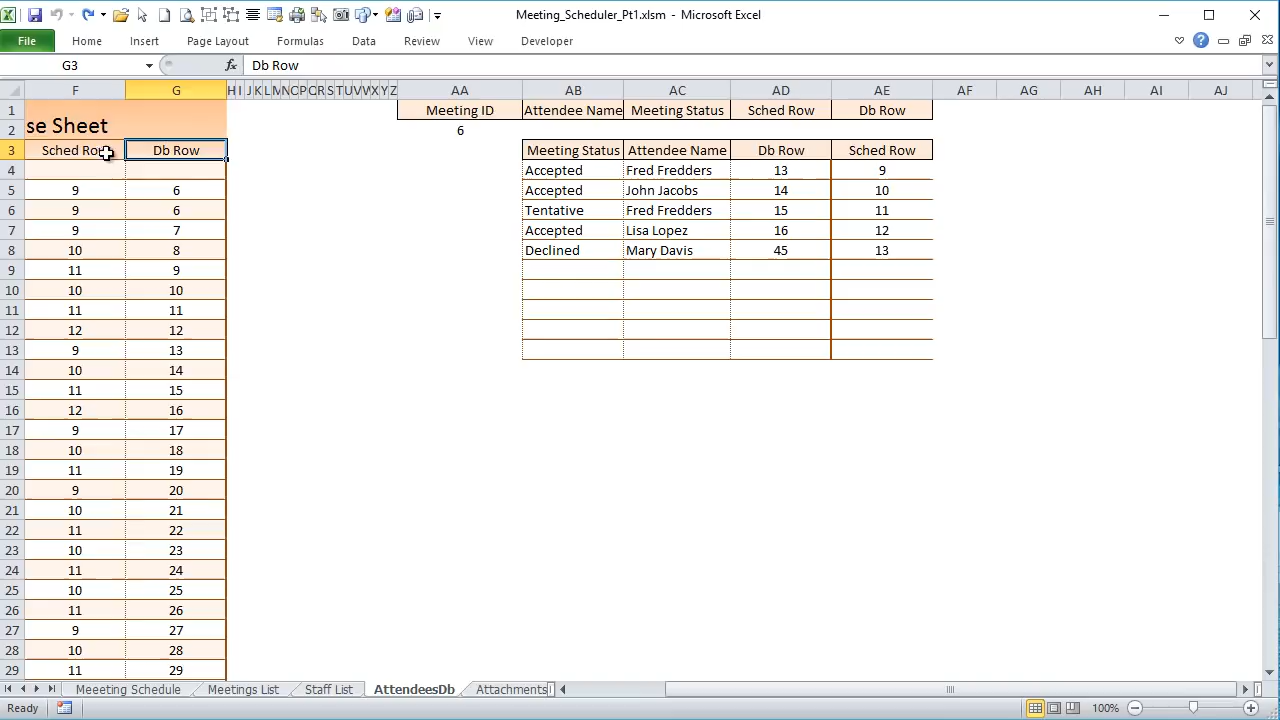 Meeting_Scheduler_Pt1.xlsm - Microsoft Excel
File Home Insert Page Layout Formulas Data Review View Developer
G3 fx Db Row
F G H I J K L M N O P Q R S T U V W X Y Z AA AB AC AD AE AF AG AH AI AJ
1 Meeting ID Attendee Name Meeting Status Sched Row Db Row
2 se Sheet 6
3 Sched Row Db Row Meeting Status Attendee Name Db Row Sched Row
4 Accepted Fred Fredders 13 9
5 9 6 Accepted John Jacobs 14 10
6 9 6 Tentative Fred Fredders 15 11
7 9 7 Accepted Lisa Lopez 16 12
8 10 8 Declined Mary Davis 45 13
9 11 9
10 10 10
11 11 11
12 12 12
13 9 13
14 10 14
15 11 15
16 12 16
17 9 17
18 10 18
19 11 19
20 9 20
21 10 21
22 11 22
23 10 23
24 11 24
25 10 25
26 11 26
27 9 27
28 10 28
29 11 29
Meeeting Schedule Meetings List Staff List AttendeesDb Attachments
Ready 100%